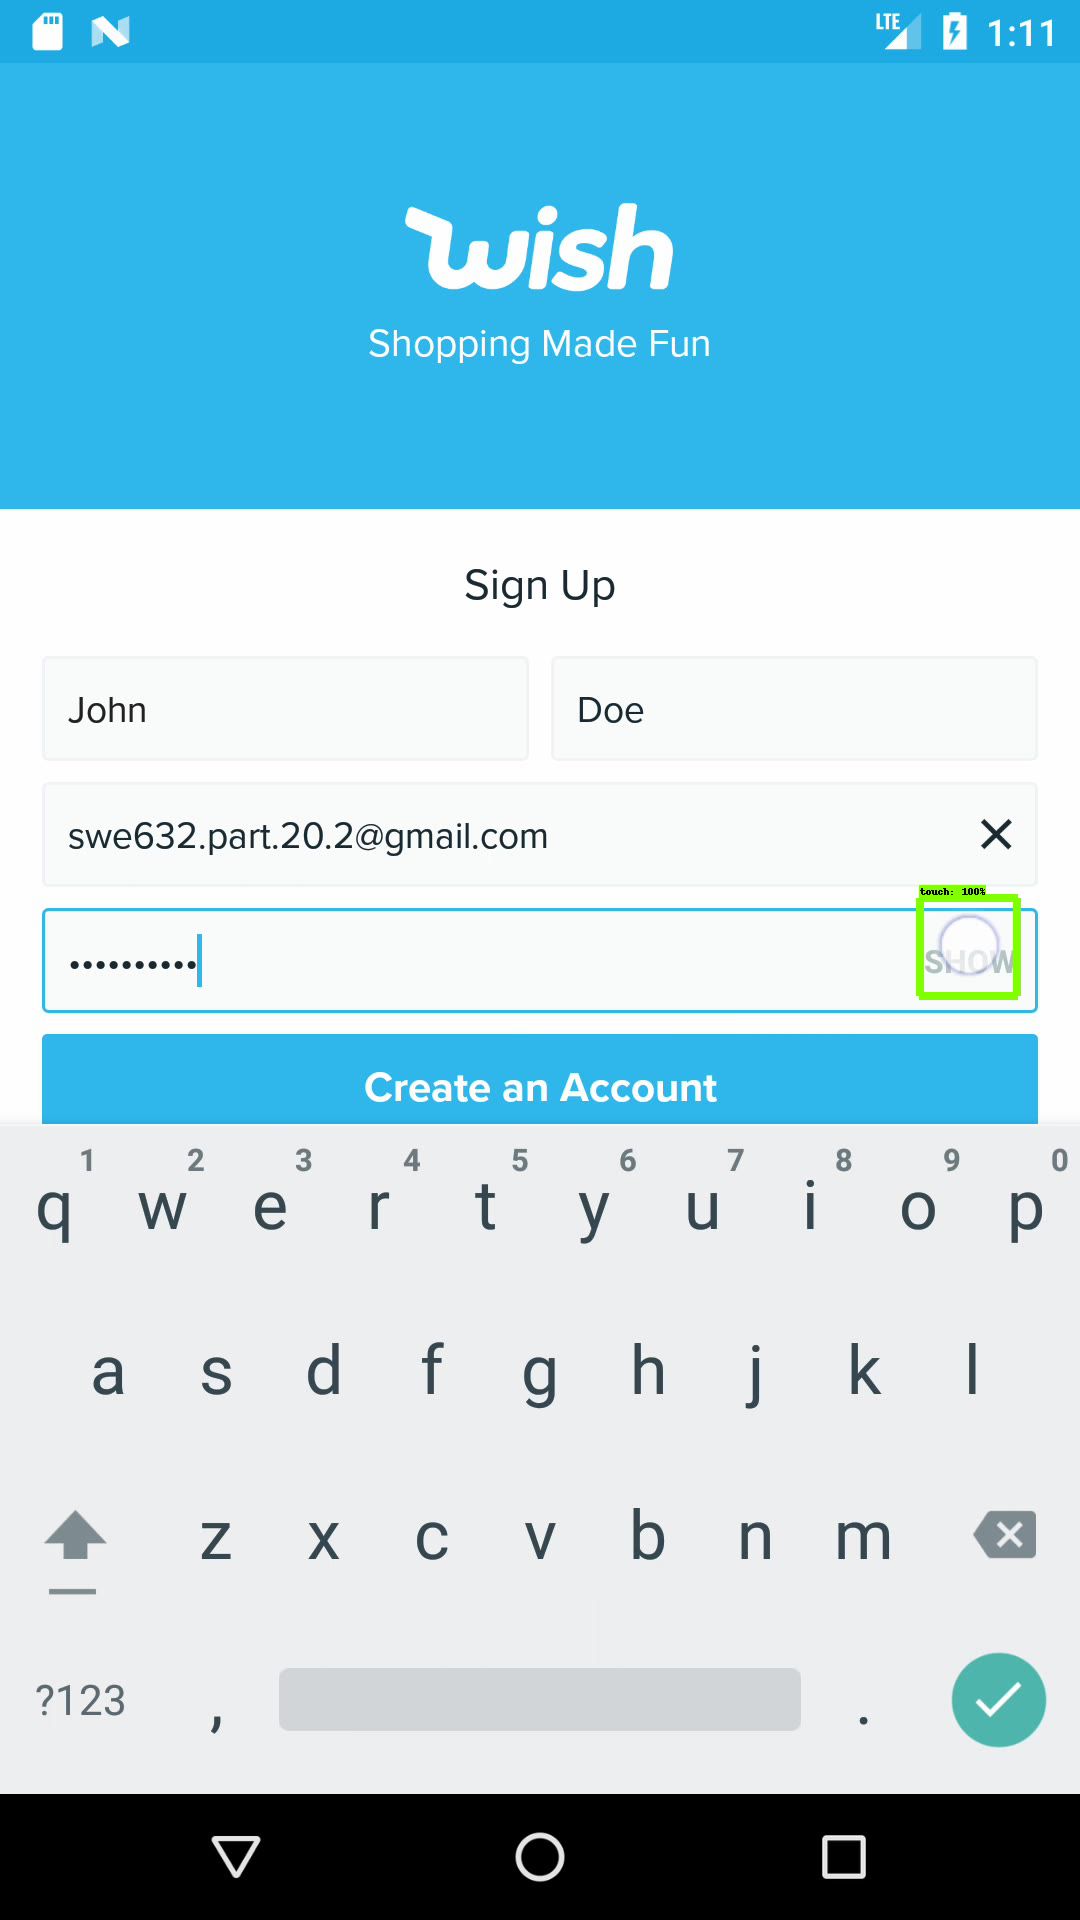 LTE 1:11
wish
Shopping Made Fun
Sign Up
John Doe
swe632.part.20.2@gmail.com
touch: 100%
•••••••••• SHOW
Create an Account
1 2 3 4 5 6 7 8 9 0
q w e r t y u i o p
a s d f g h j k l
z x c v b n m
?123 , .